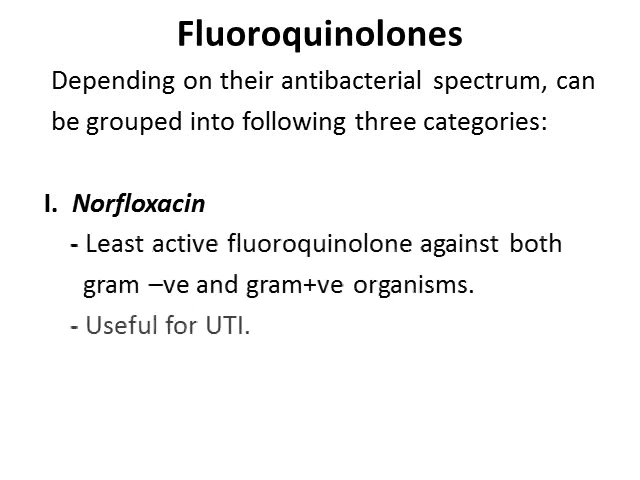 Fluoroquinolones
Depending on their antibacterial spectrum, can
be grouped into following three categories:
I. Norfloxacin
- Least active fluoroquinolone against both
gram –ve and gram+ve organisms.
- Useful for UTI.